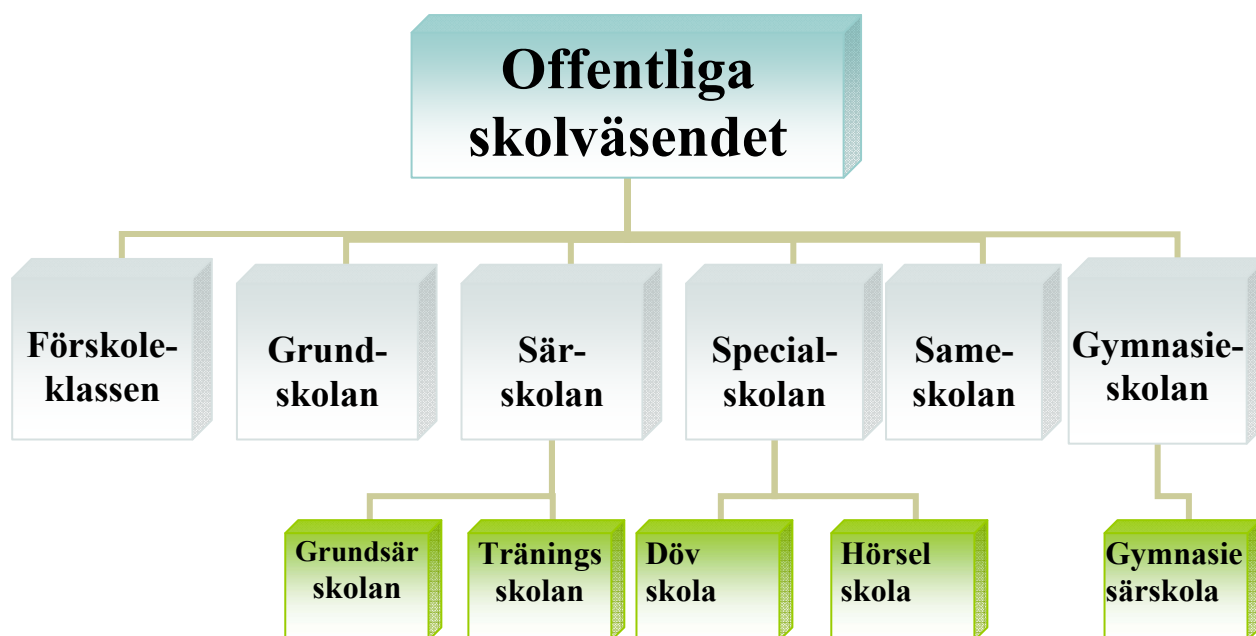 Offentliga
skolväsendet
Förskole-
klassen
Grund-
skolan
Sär-
skolan
Special-
skolan
Same-
skolan
Gymnasie-
skolan
Grundsär
skolan
Tränings
skolan
Döv
skola
Hörsel
skola
Gymnasie
särskola